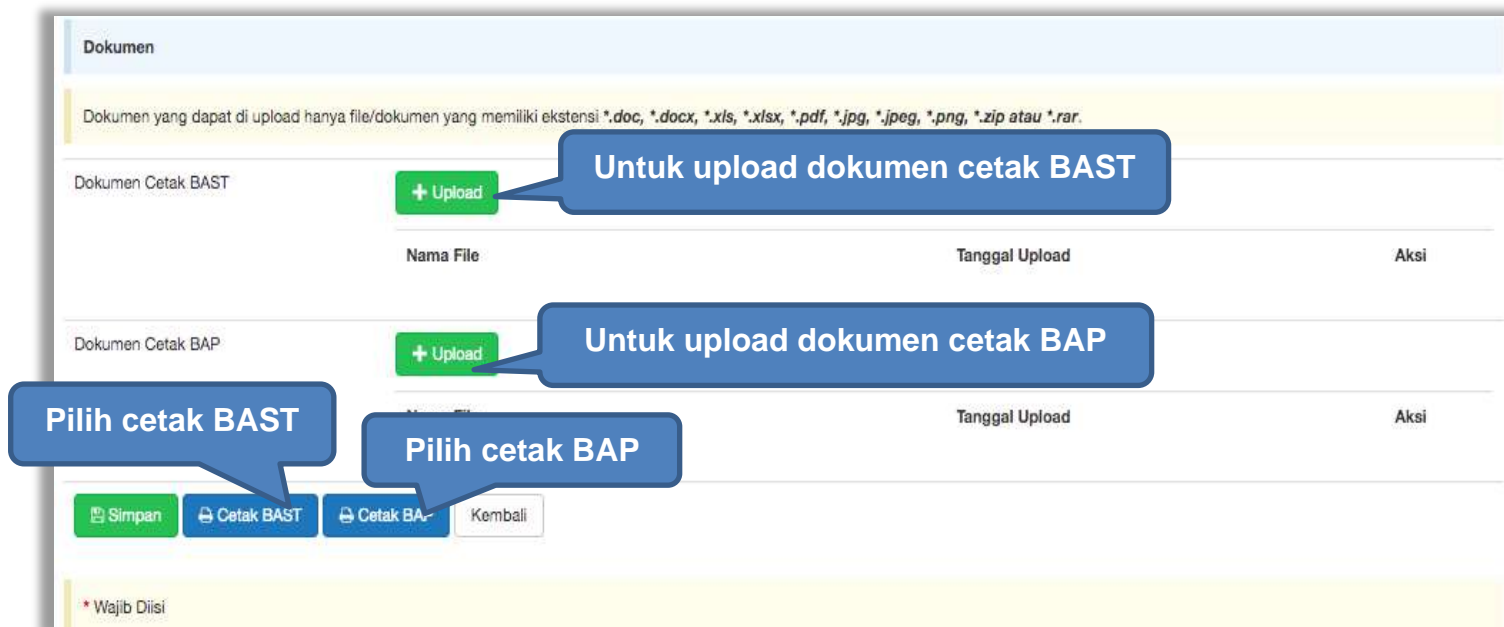 Dokumen
Dokumen yang dapat di upload hanya file/dokumen yang memiliki ekstensi *.doc, *.docx, *.xls, *.xlsx, *.pdf, *.jpg, *.jpeg, *.png, *.zip atau *.rar.
Untuk upload dokumen cetak BAST
Dokumen Cetak BAST
+ Upload
Nama File Tanggal Upload Aksi
Untuk upload dokumen cetak BAP
Dokumen Cetak BAP
+ Upload
Pilih cetak BAST
Tanggal Upload Aksi
Pilih cetak BAP
Simpan Cetak BAST Cetak Kembali
* Wajib Diisi